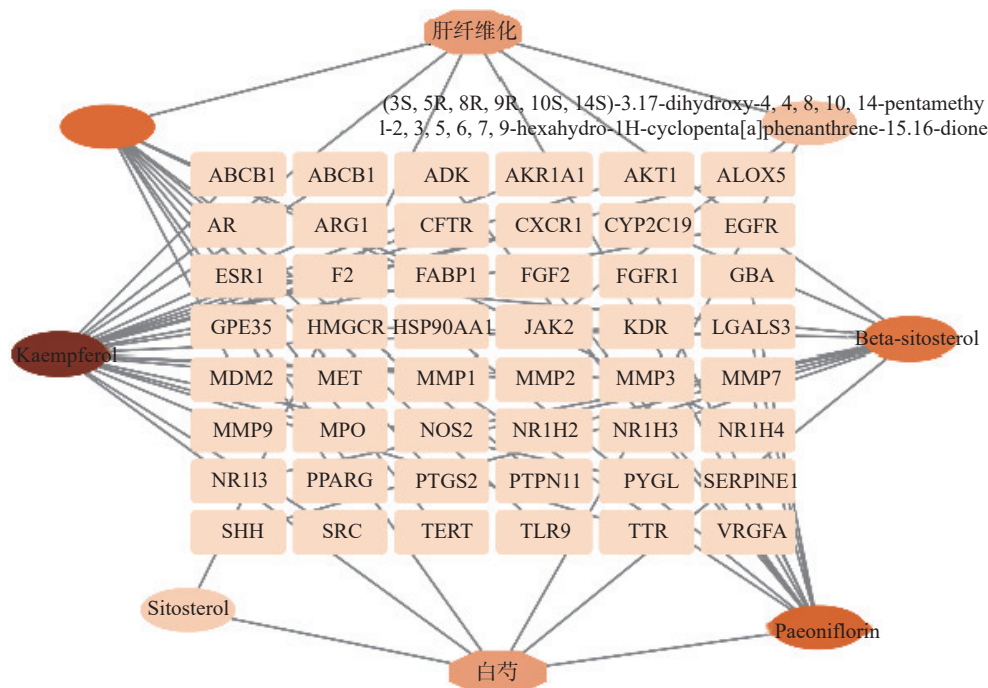 肝纤维化
(3S, 5R, 8R, 9R, 10S, 14S)-3.17-dihydroxy-4, 4, 8, 10, 14-pentamethy
l-2, 3, 5, 6, 7, 9-hexahydro-1H-cyclopenta[a]phenanthrene-15.16-dione
ABCB1 ABCB1 ADK AKR1A1 AKT1 ALOX5
AR ARG1 CFTR CXCR1 CYP2C19 EGFR
ESR1 F2 FABP1 FGF2 FGFR1 GBA
GPE35 HMGCR HSP90AA1 JAK2 KDR LGALS3
Kaempferol
Beta-sitosterol
MDM2 MET MMP1 MMP2 MMP3 MMP7
MMP9 MPO NOS2 NR1H2 NR1H3 NR1H4
NR1I3 PPARG PTGS2 PTPN11 PYGL SERPINE1
SHH SRC TERT TLR9 TTR VRGFA
Sitosterol
Paeoniflorin
白芍